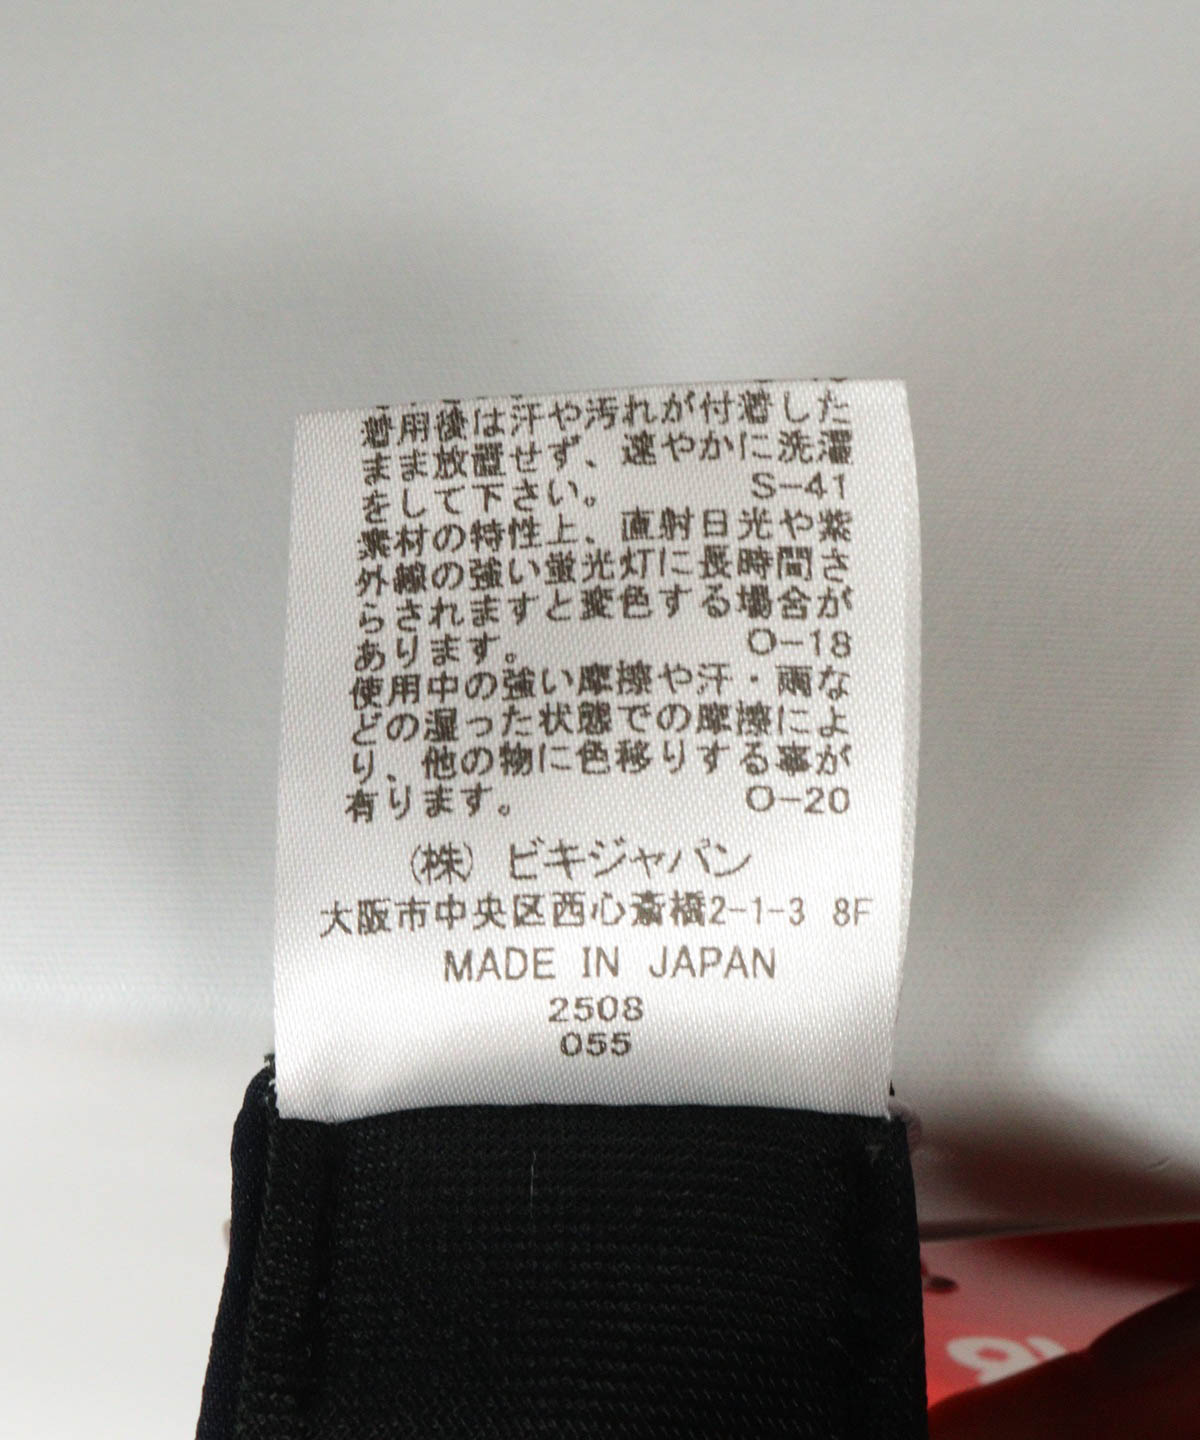 着用後は汗や汚れが付着した
まま放置せず、速やかに洗濯
をして下さい。 S-41
素材の特性上、直射日光や紫
外線の強い蛍光灯に長時間さ
らされますと変色する場合が
あります。 O-18
使用中の強い摩擦や汗・雨な
どの湿った状態での摩擦によ
り、他の物に色移りする事が
有ります。 O-20
(株) ビキジャパン
大阪市中央区西心斎橋2-1-3 8F
MADE IN JAPAN
2508
055